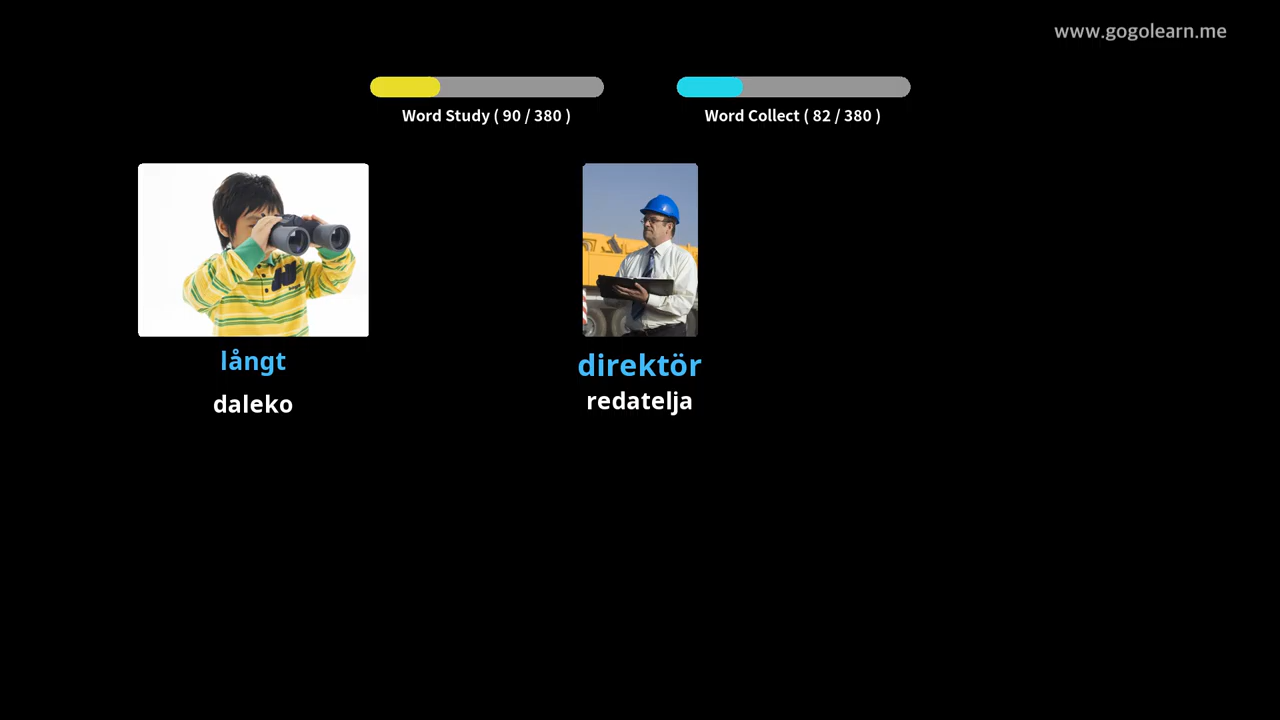 www.gogolearn.me
Word Study ( 90 / 380 )
Word Collect ( 82 / 380 )
långt
daleko
direktör
redatelja